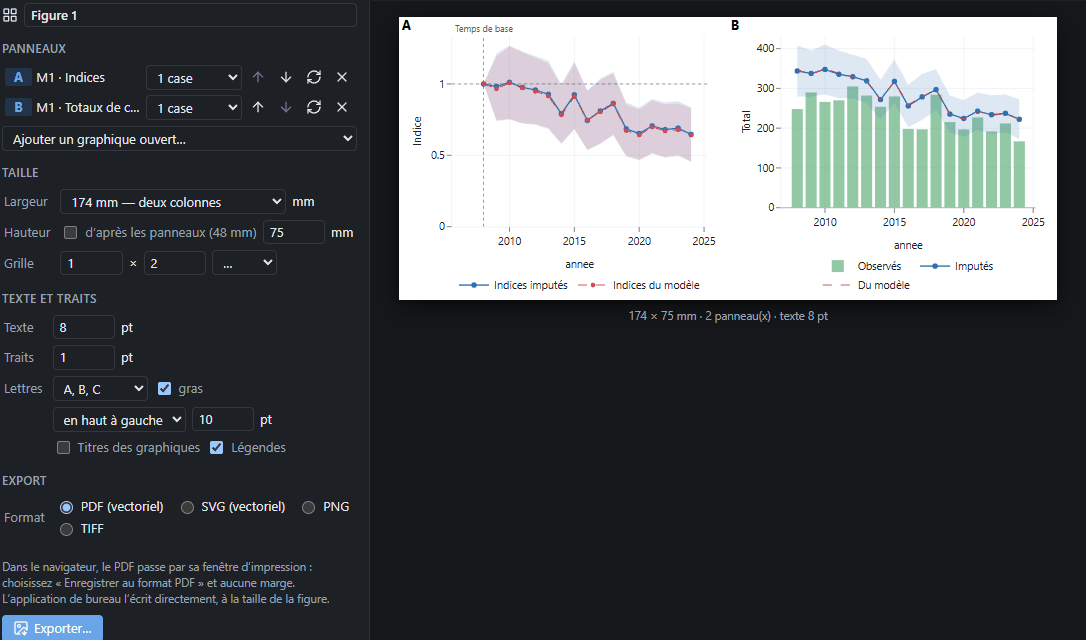 Figure 1
PANNEAUX
A M1 · Indices 1 case
B M1 · Totaux de c... 1 case
Ajouter un graphique ouvert...
TAILLE
Largeur 174 mm — deux colonnes mm
Hauteur d'après les panneaux (48 mm) 75 mm
Grille 1 × 2 ...
TEXTE ET TRAITS
Texte 8 pt
Traits 1 pt
Lettres A, B, C gras
en haut à gauche 10 pt
Titres des graphiques Légendes
EXPORT
Format PDF (vectoriel) SVG (vectoriel) PNG
TIFF
Dans le navigateur, le PDF passe par sa fenêtre d'impression :
choisissez « Enregistrer au format PDF » et aucune marge.
L'application de bureau l'écrit directement, à la taille de la figure.
Exporter...
A
Temps de base
Indice
1
0.5
0
2010 2015 2020 2025
annee
Indices imputés Indices du modèle
B
Total
400
300
200
100
0
2010 2015 2020 2025
annee
Observés Imputés
Du modèle
174 × 75 mm · 2 panneau(x) · texte 8 pt